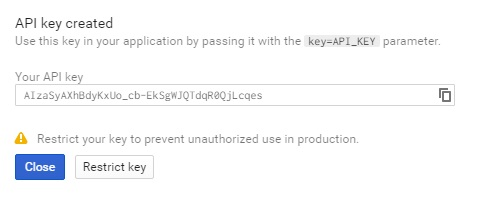 API key created
Use this key in your application by passing it with the key=API_KEY parameter.
Your API key
AIzaSyAXhBdyKxUo_cb-EkSgWJQTdqR0QjLcqes
Restrict your key to prevent unauthorized use in production.
Close Restrict key